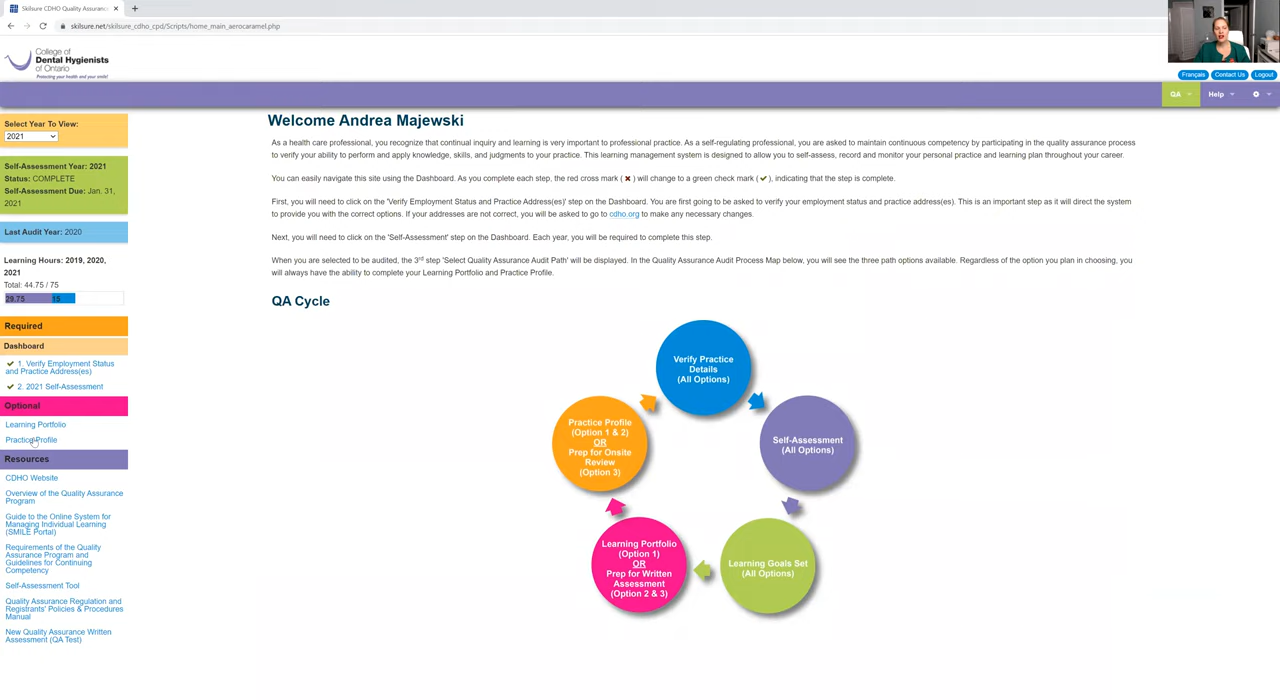 Skilsure CDHO Quality Assuranc
skilsure.net/skilsure_cdho_cpd/Scripts/home_main_aerocaramel.php
College of
Dental Hygienists
of Ontario
Protecting your health and your smile!
Français
Contact Us
Logout
QA
Help
Select Year To View:
2021
Self-Assessment Year: 2021
Status: COMPLETE
Self-Assessment Due: Jan. 31,
2021
Last Audit Year: 2020
Learning Hours: 2019, 2020,
2021
Total: 44.75 / 75
29.75
15
Required
Dashboard
1. Verify Employment Status
and Practice Address(es)
2. 2021 Self-Assessment
Optional
Learning Portfolio
Practice Profile
Resources
CDHO Website
Overview of the Quality Assurance
Program
Guide to the Online System for
Managing Individual Learning
(SMILE Portal)
Requirements of the Quality
Assurance Program and
Guidelines for Continuing
Competency
Self-Assessment Tool
Quality Assurance Regulation and
Registrants' Policies & Procedures
Manual
New Quality Assurance Written
Assessment (QA Test)
Welcome Andrea Majewski
As a health care professional, you recognize that continual inquiry and learning is very important to professional practice. As a self-regulating professional, you are asked to maintain continuous competency by participating in the quality assurance process
to verify your ability to perform and apply knowledge, skills, and judgments to your practice. This learning management system is designed to allow you to self-assess, record and monitor your personal practice and learning plan throughout your career.
You can easily navigate this site using the Dashboard. As you complete each step, the red cross mark ( ✖ ) will change to a green check mark ( ✔ ), indicating that the step is complete.
First, you will need to click on the 'Verify Employment Status and Practice Address(es)' step on the Dashboard. You are first going to be asked to verify your employment status and practice address(es). This is an important step as it will direct the system
to provide you with the correct options. If your addresses are not correct, you will be asked to go to cdho.org to make any necessary changes.
Next, you will need to click on the 'Self-Assessment' step on the Dashboard. Each year, you will be required to complete this step.
When you are selected to be audited, the 3rd step 'Select Quality Assurance Audit Path' will be displayed. In the Quality Assurance Audit Process Map below, you will see the three path options available. Regardless of the option you plan in choosing, you
will always have the ability to complete your Learning Portfolio and Practice Profile.
QA Cycle
Verify Practice
Details
(All Options)
Self-Assessment
(All Options)
Learning Goals Set
(All Options)
Learning Portfolio
(Option 1)
OR
Prep for Written
Assessment
(Option 2 & 3)
Practice Profile
(Option 1 & 2)
OR
Prep for Onsite
Review
(Option 3)